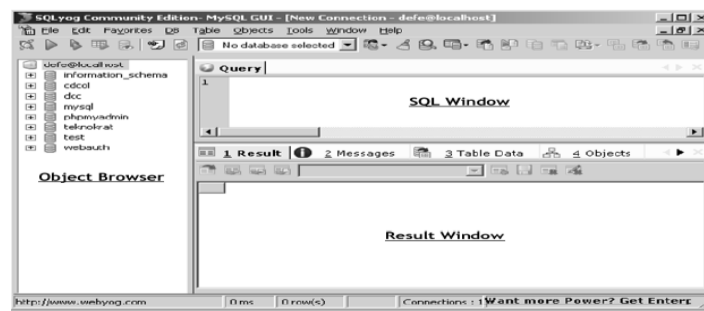 SQLyog Community Edition- MySQL GUI - [New Connection - defe@localhost]
File Edit Favorites DB Table Objects Tools Window Help
No database selected
defe@localhost
information_schema
cdcol
dcc
mysql
phpmyadmin
teknokrat
test
webauth
Object Browser
Query
1
SQL Window
1 Result 2 Messages 3 Table Data 4 Objects
Result Window
http://www.webyog.com 0 ms 0 row(s) Connections : 1 Want more Power? Get Enterp